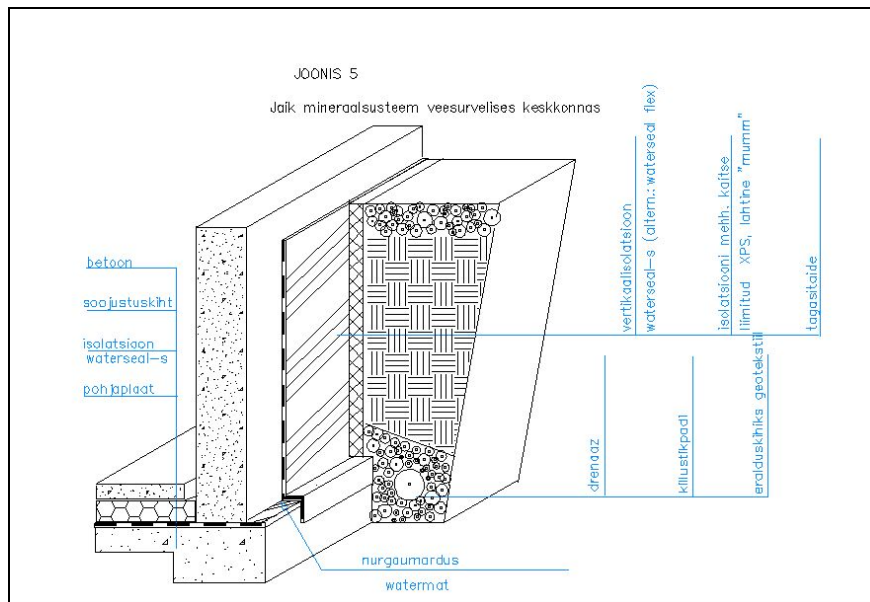 JOONIS 5
Jaik mineraalsusteem veesurvelises keskkonnas
betoon
soojustuskiht
isolatsioon
waterseal-s
pohjaplaat
vertikaalisolatsioon
waterseal-s (altern.: waterseal flex)
isolatsiooni mehh. kaitse
liimitud XPS, lahtine "mumm"
tagasitaide
drenaaz
killustikpadi
eralduskihiks geotekstiil
nurgaumardus
watermat